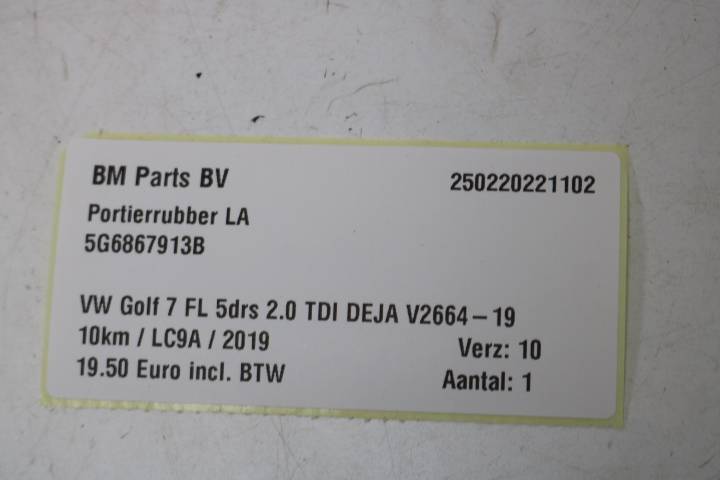 BM Parts BV 250220221102
Portierrubber LA
5G6867913B
VW Golf 7 FL 5drs 2.0 TDI DEJA V2664-19
10km / LC9A / 2019 Verz: 10
19.50 Euro incl. BTW Aantal: 1